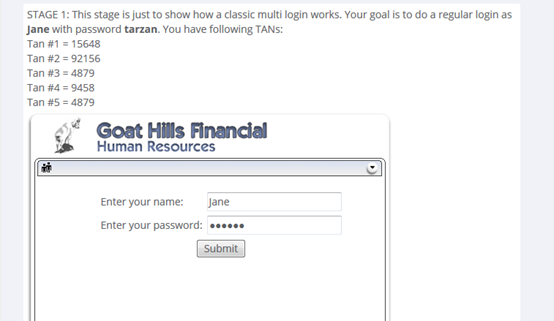 STAGE 1: This stage is just to show how a classic multi login works. Your goal is to do a regular login as
Jane with password tarzan. You have following TANs:
Tan #1 = 15648
Tan #2 = 92156
Tan #3 = 4879
Tan #4 = 9458
Tan #5 = 4879
Goat Hills Financial
Human Resources
Enter your name: Jane
Enter your password: ••••••
Submit